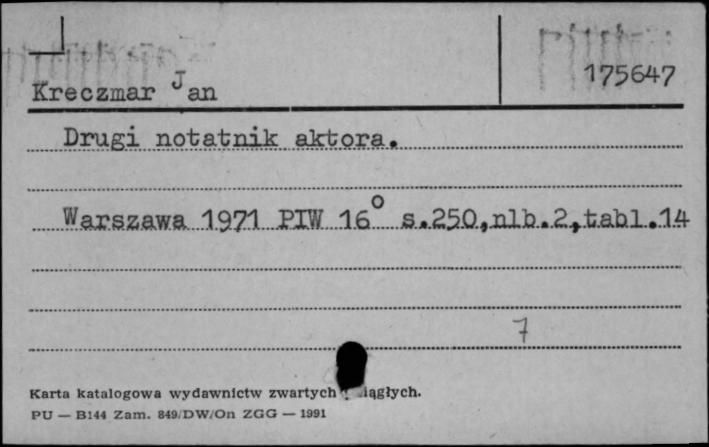 175647
Kreczmar Jan
Drugi notatnik aktora.
Warszawa 1971 PIW 16° s.250,nlb.2,tabl.14
7
Karta katalogowa wydawnictw zwartych iągłych.
PU — B144 Zam. 849/DW/On ZGG — 1991